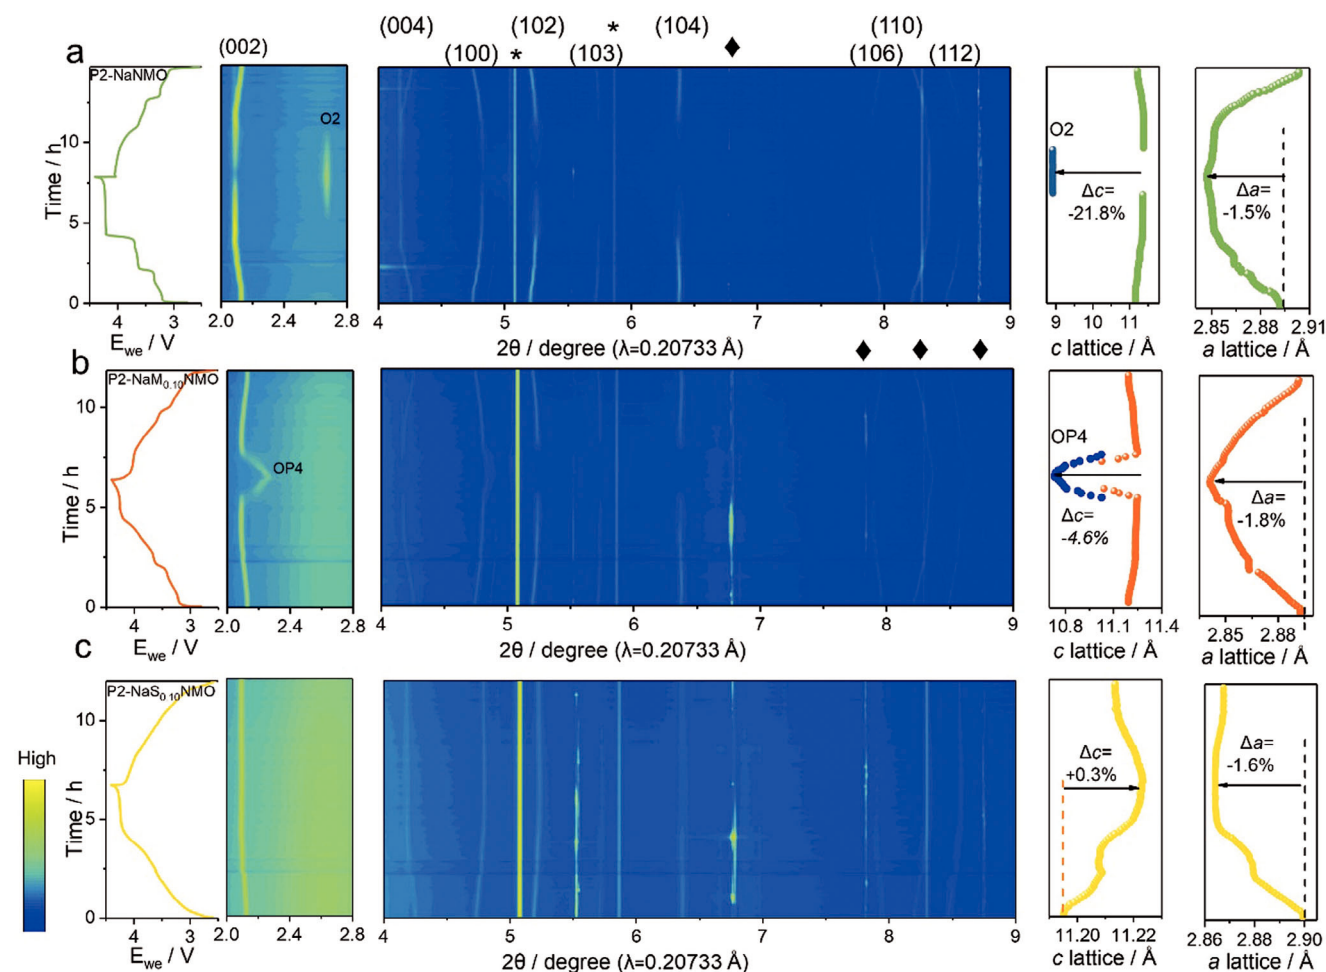 a
(002)
(004)
(100)
(102)
*
(103)
*
(104)
◆
(106)
(110)
(112)
P2-NaNMO
O2
Time / h
10
5
0
4 3 2.0 2.4 2.8
E_we / V
4 5 6 7 8 9
2θ / degree (λ=0.20733 Å)
O2
Δc=
-21.8%
9 10 11
c lattice / Å
Δa=
-1.5%
2.85 2.88 2.91
a lattice / Å
b
◆ ◆ ◆
P2-NaM₀.₁₀NMO
OP4
Time / h
10
5
0
4 3 2.0 2.4 2.8
E_we / V
4 5 6 7 8 9
2θ / degree (λ=0.20733 Å)
OP4
Δc=
-4.6%
10.8 11.1 11.4
c lattice / Å
Δa=
-1.8%
2.85 2.88
a lattice / Å
c
P2-NaS₀.₁₀NMO
High
Low
Time / h
10
5
0
4 3 2.0 2.4 2.8
E_we / V
4 5 6 7 8 9
2θ / degree (λ=0.20733 Å)
Δc=
+0.3%
11.20 11.22
c lattice / Å
Δa=
-1.6%
2.86 2.88 2.90
a lattice / Å